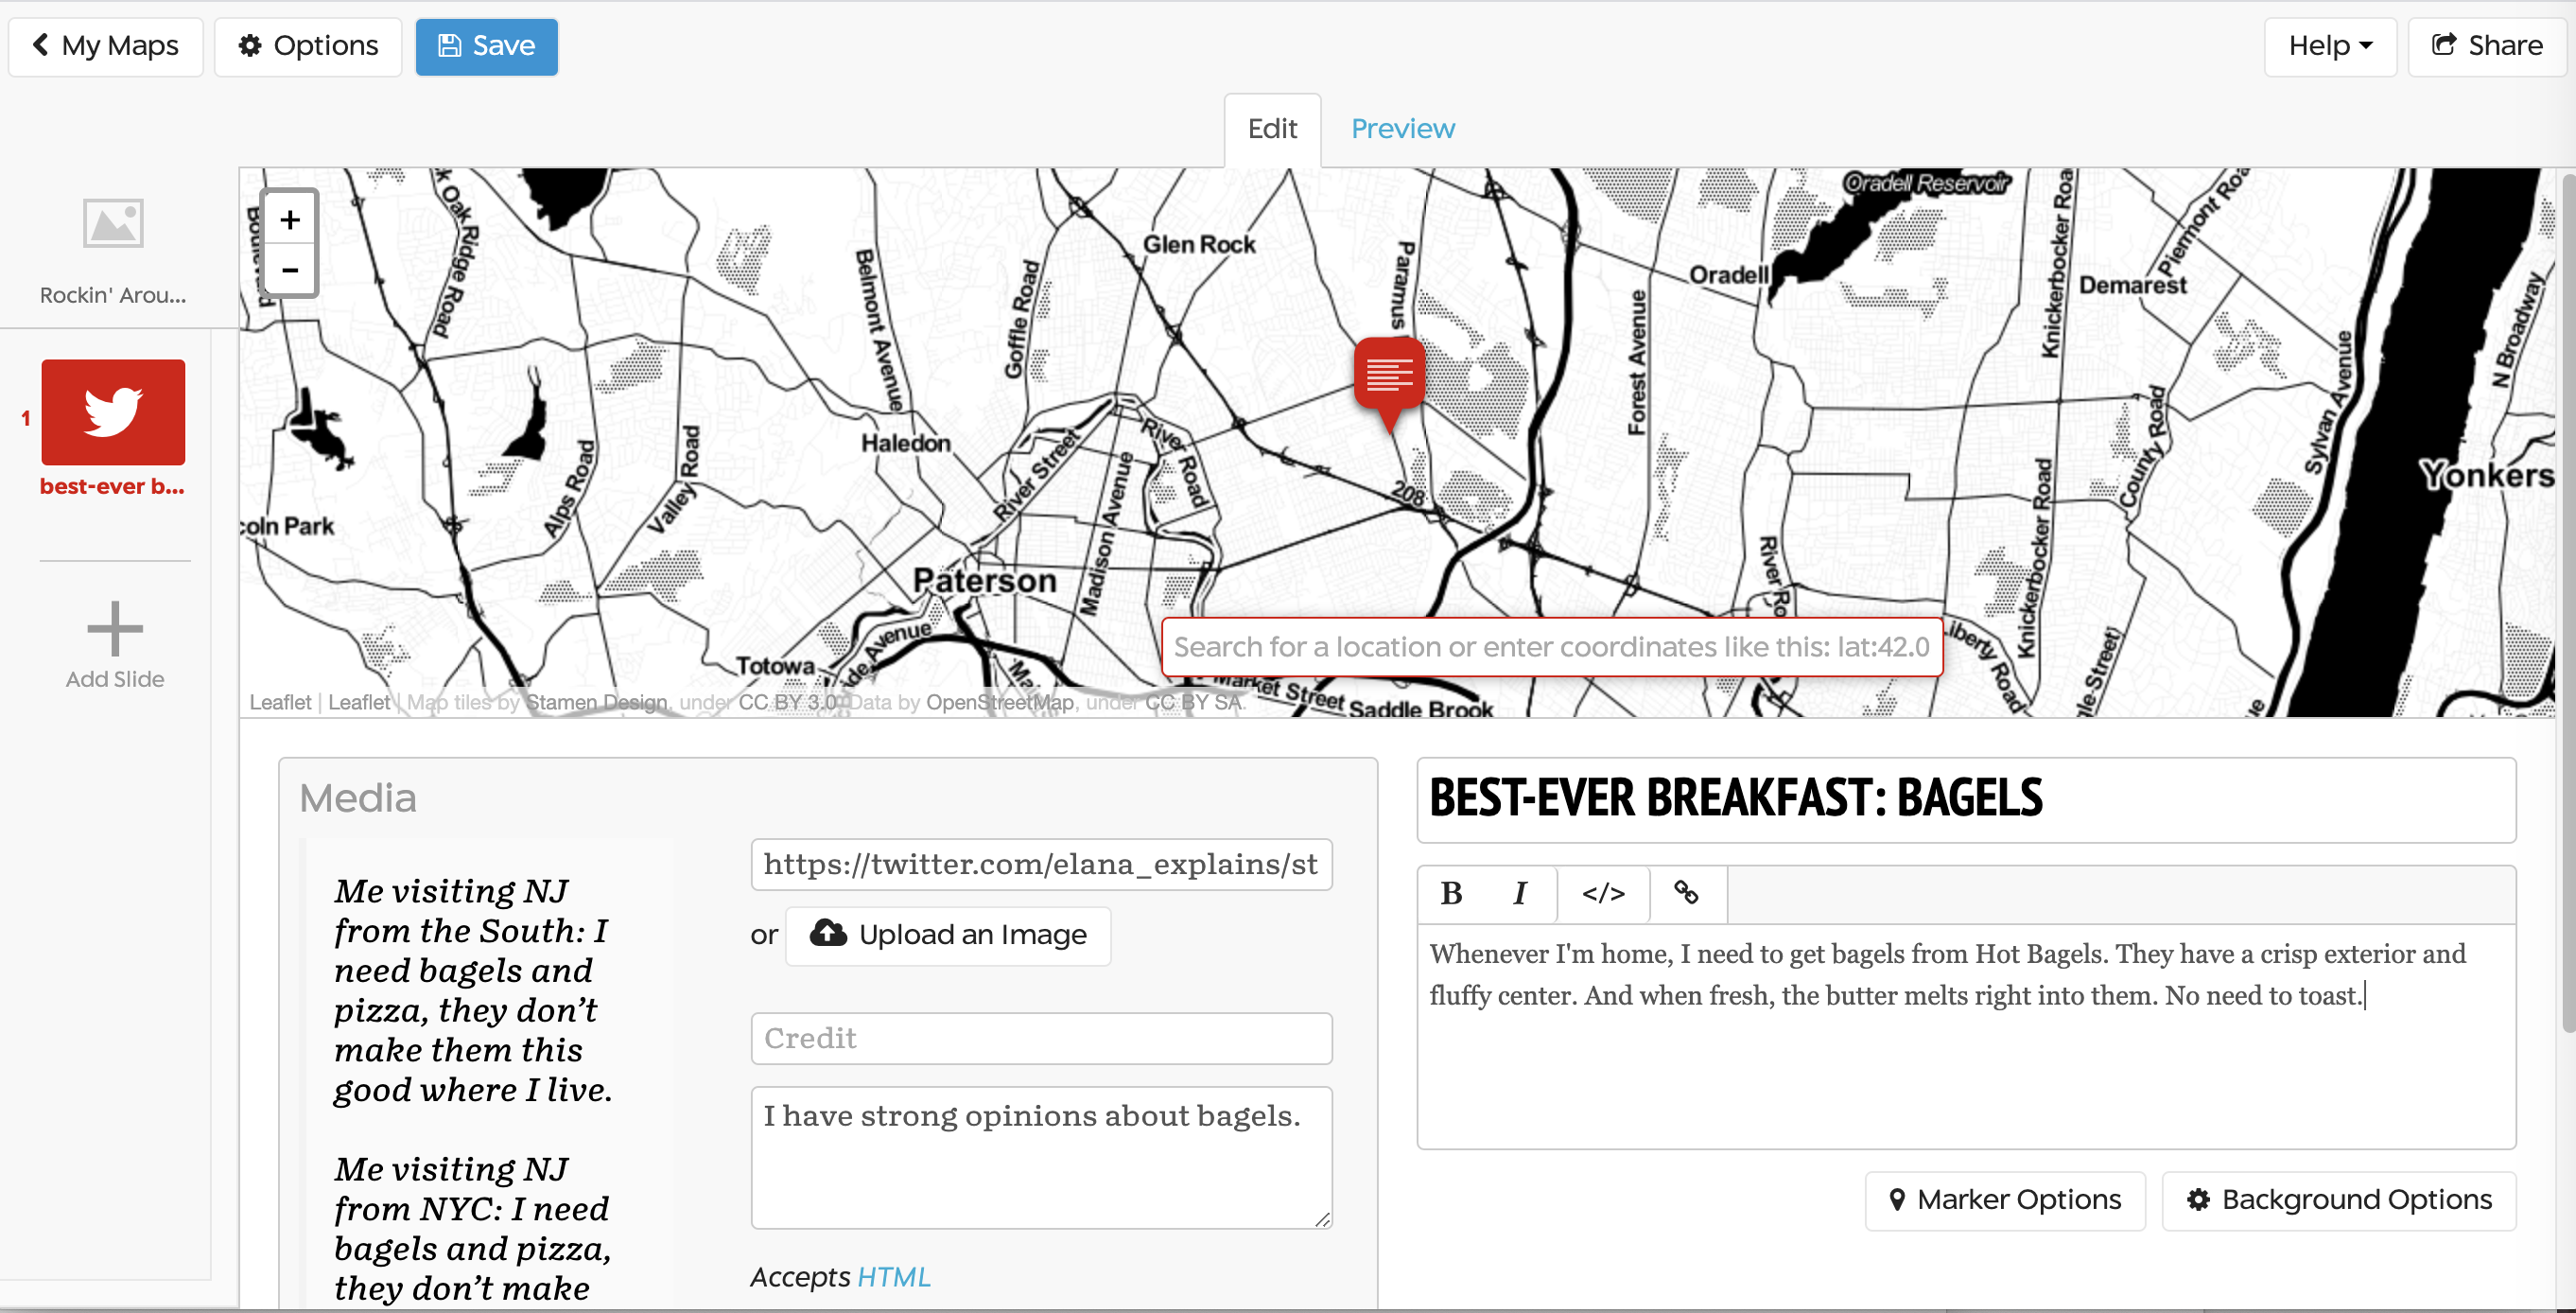 My Maps
Options
Save
Help
Share
Edit
Preview
Rockin' Arou...
1
best-ever b...
Add Slide
+
-
Oak Ridge Road
Belmont Avenue
Goffle Road
Glen Rock
Paramus
Forest Avenue
Oradell Reservoir
Oradell
Knickerbocker Roa
Piermont Roa
Demarest
N Broadway
Sylvan Avenue
County Road
Yonkers
Haledon
River Street
River Road
Madison Avenue
208
Alps Road
Valley Road
coln Park
Paterson
Totowa
de Avenue
River Ro
Knickerbocker Road
Liberty Road
gle Street
Market Street
Saddle Brook
Search for a location or enter coordinates like this: lat:42.0
Leaflet | Leaflet | Map tiles by Stamen Design, under CC BY 3.0. Data by OpenStreetMap, under CC BY SA.
Media
Me visiting NJ
from the South: I
need bagels and
pizza, they don’t
make them this
good where I live.
Me visiting NJ
from NYC: I need
bagels and pizza,
they don’t make
https://twitter.com/elana_explains/st
or
Upload an Image
Credit
I have strong opinions about bagels.
Accepts HTML
BEST-EVER BREAKFAST: BAGELS
B I </>
Whenever I'm home, I need to get bagels from Hot Bagels. They have a crisp exterior and
fluffy center. And when fresh, the butter melts right into them. No need to toast.
Marker Options
Background Options